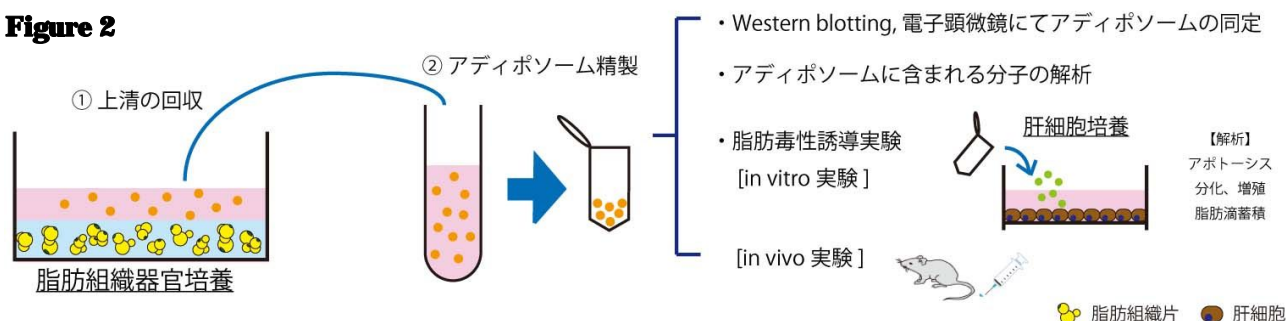 Figure 2
① 上清の回収
② アディポソーム精製
脂肪組織器官培養
・Western blotting, 電子顕微鏡にてアディポソームの同定
・アディポソームに含まれる分子の解析
・脂肪毒性誘導実験
[in vitro 実験 ]
肝細胞培養
【解析】
アポトーシス
分化、増殖
脂肪滴蓄積
[in vivo 実験 ]
脂肪組織片
肝細胞